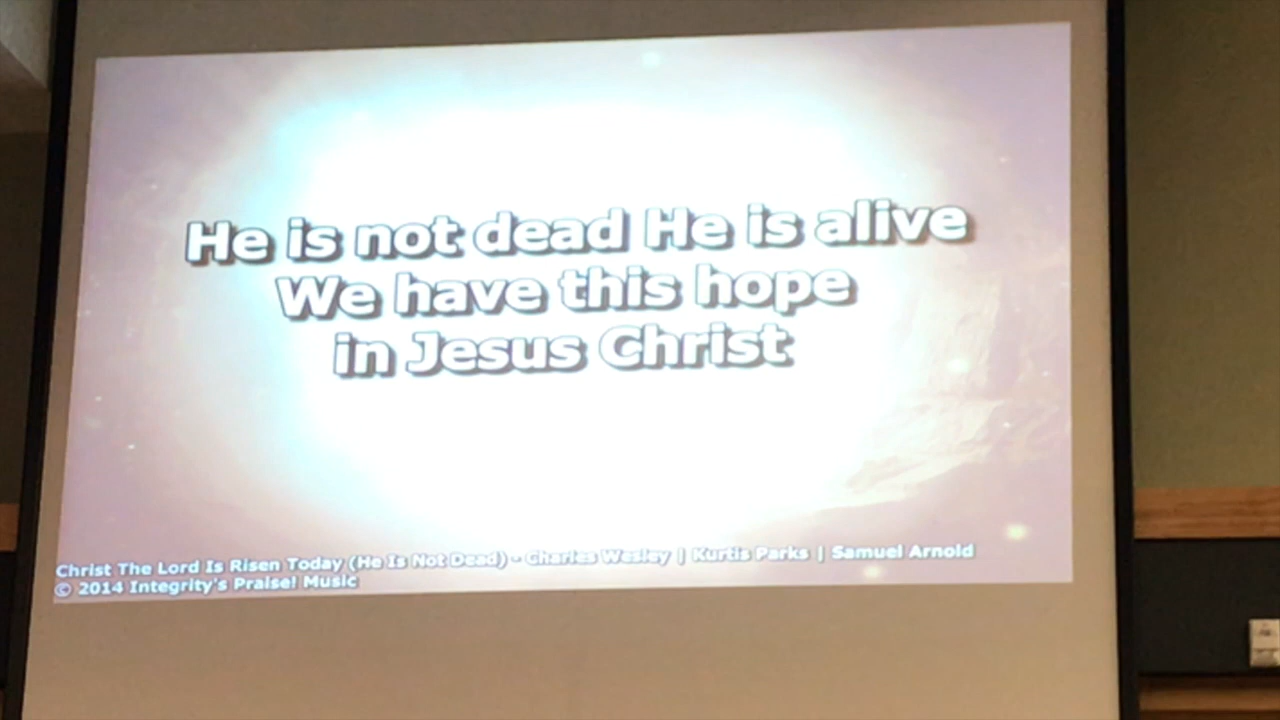 He is not dead He is alive
We have this hope
in Jesus Christ
Christ The Lord Is Risen Today (He Is Not Dead) - Charles Wesley | Kurtis Parks | Samuel Arnold
© 2014 Integrity's Praise! Music